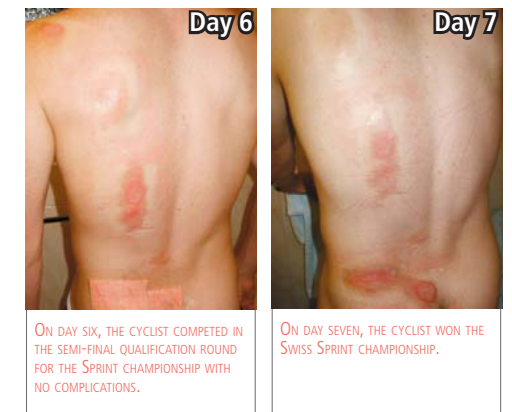 Day 6
Day 7
ON DAY SIX, THE CYCLIST COMPETED IN
THE SEMI-FINAL QUALIFICATION ROUND
FOR THE SPRINT CHAMPIONSHIP WITH
NO COMPLICATIONS.
ON DAY SEVEN, THE CYCLIST WON THE
SWISS SPRINT CHAMPIONSHIP.